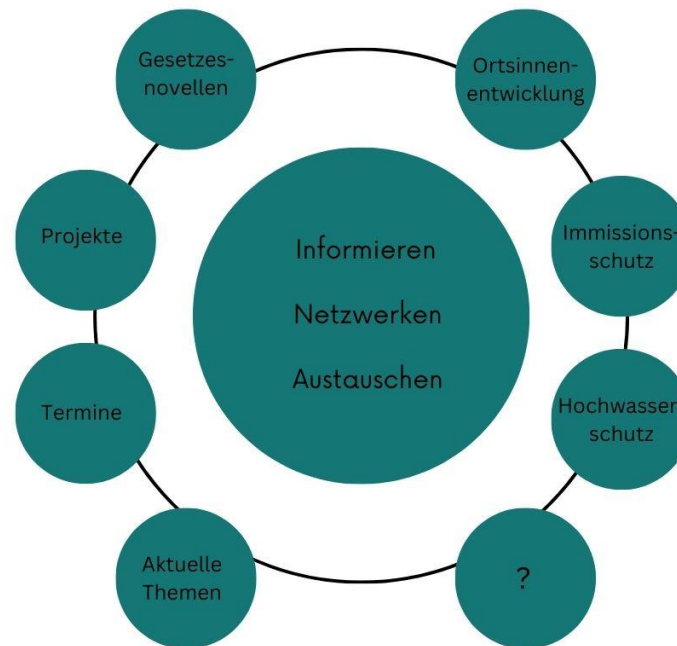 Gesetzes-
novellen
Ortsinnen-
entwicklung
Projekte
Immissions-
schutz
Informieren
Netzwerken
Austauschen
Termine
Hochwasser
schutz
Aktuelle
Themen
?